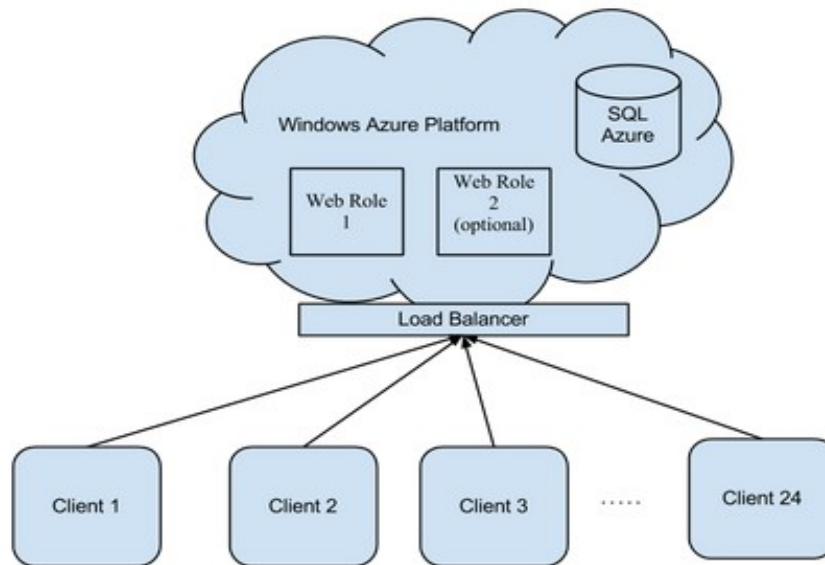 Windows Azure Platform
SQL
Azure
Web Role
1
Web Role
2
(optional)
Load Balancer
Client 1
Client 2
Client 3
.....
Client 24